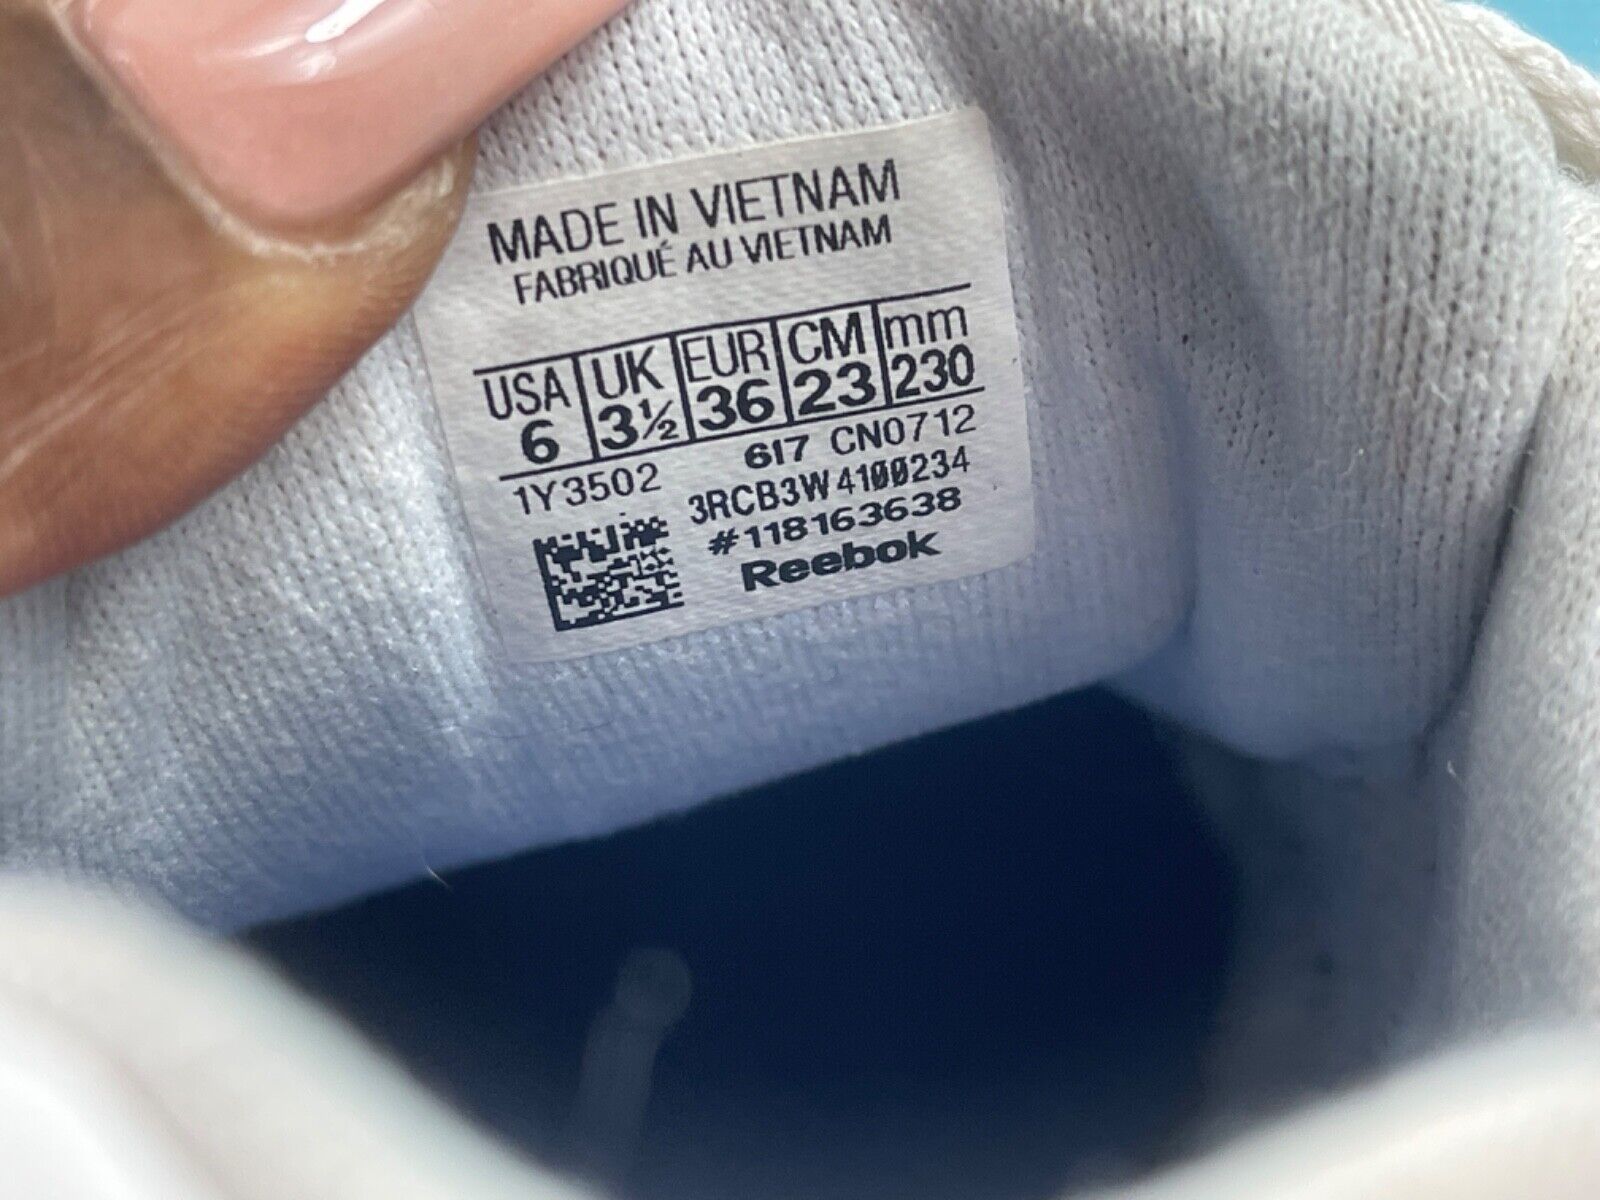 MADE IN VIETNAM
FABRIQUÉ AU VIETNAM
USA UK EUR CM mm
6 3½ 36 23 230
1Y3502 617 CN0712
3RCB3W4100234
#118163638
Reebok